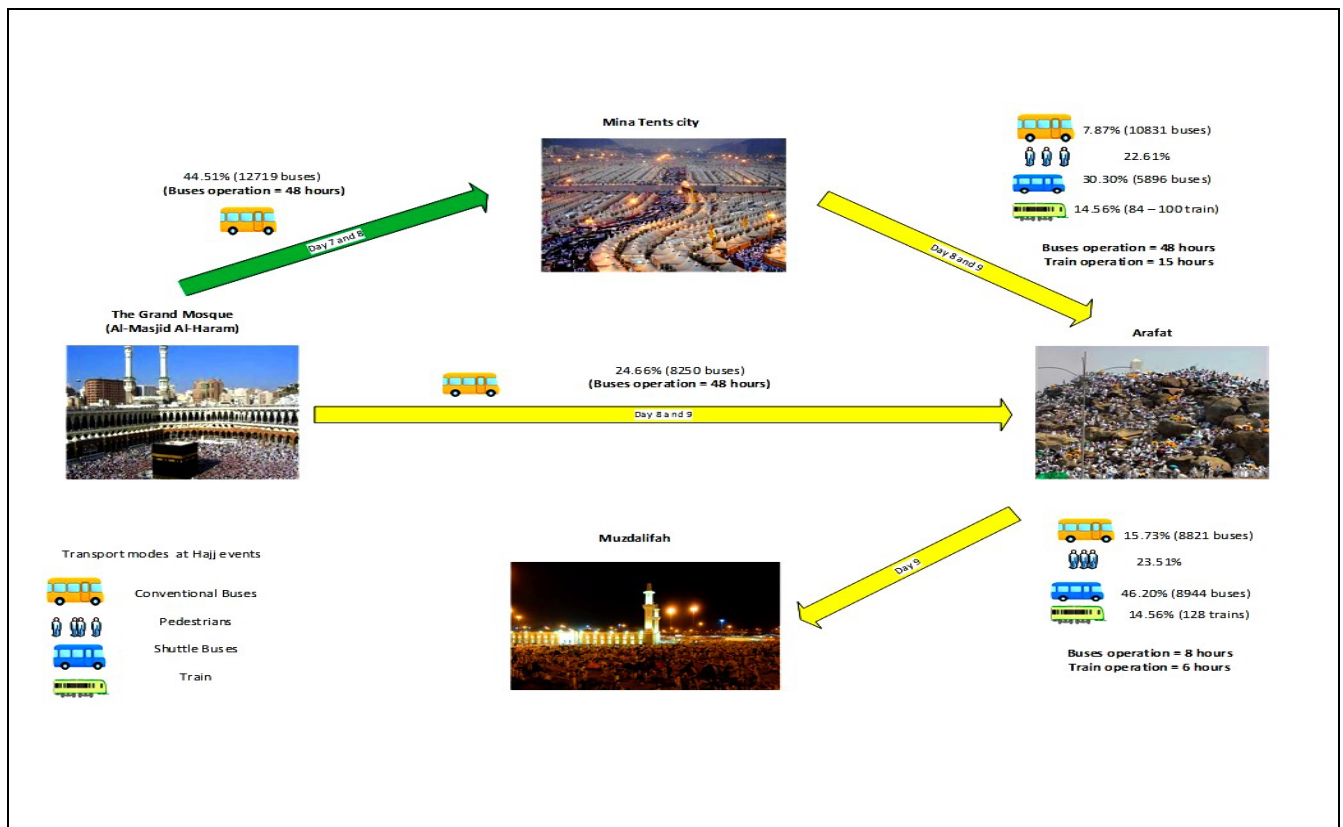 Mina Tents city
44.51% (12719 buses)
(Buses operation = 48 hours)
Day 7 and 8
7.87% (10831 buses)
22.61%
30.30% (5896 buses)
14.56% (84 – 100 train)
Buses operation = 48 hours
Train operation = 15 hours
Day 8 and 9
The Grand Mosque
(Al-Masjid Al-Haram)
Arafat
24.66% (8250 buses)
(Buses operation = 48 hours)
Day 8 and 9
Muzdalifah
Day 9
15.73% (8821 buses)
23.51%
46.20% (8944 buses)
14.56% (128 trains)
Buses operation = 8 hours
Train operation = 6 hours
Transport modes at Hajj events
Conventional Buses
Pedestrians
Shuttle Buses
Train